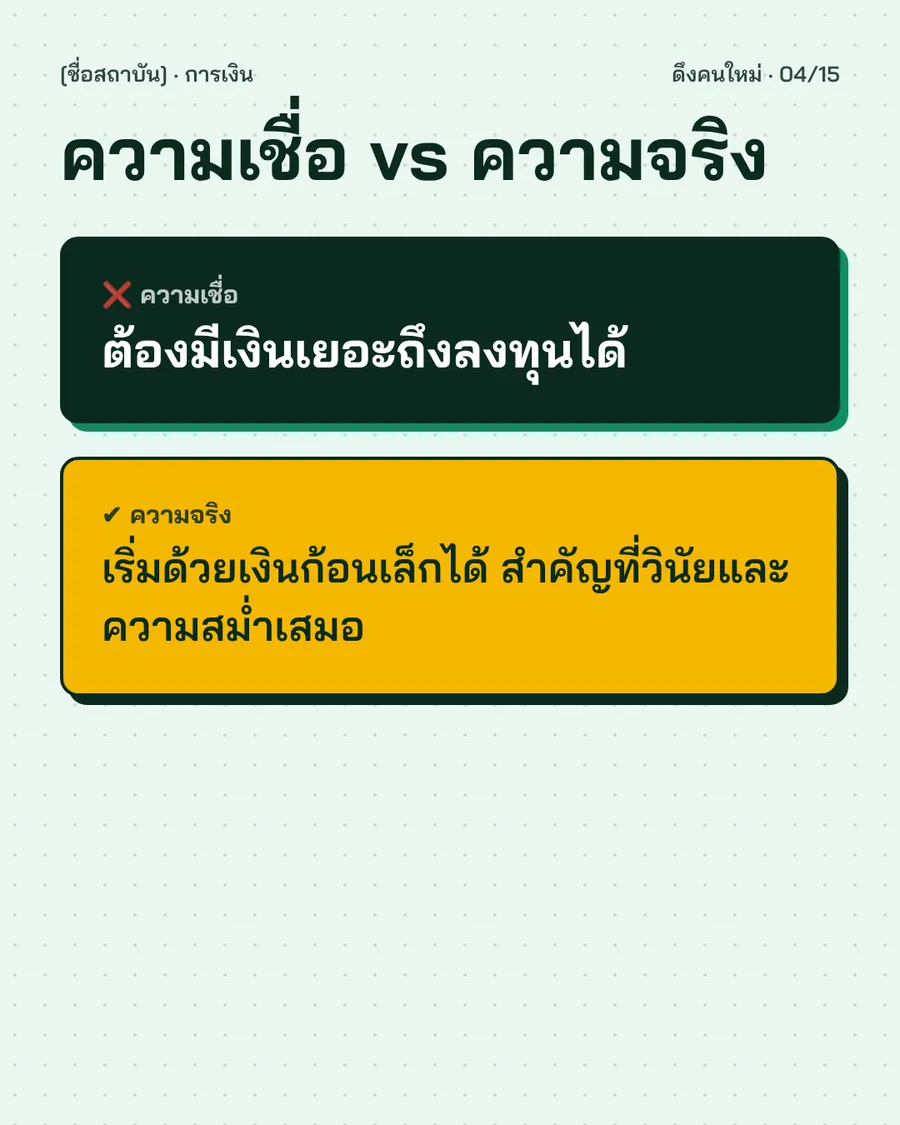 (ชื่อสถาบัน) · การเงิน
ดึงคนใหม่ · 04/15
ความเชื่อ vs ความจริง
❌ ความเชื่อ
ต้องมีเงินเยอะถึงลงทุนได้
✔ ความจริง
เริ่มด้วยเงินก้อนเล็กได้ สำคัญที่วินัยและ
ความสม่ำเสมอ